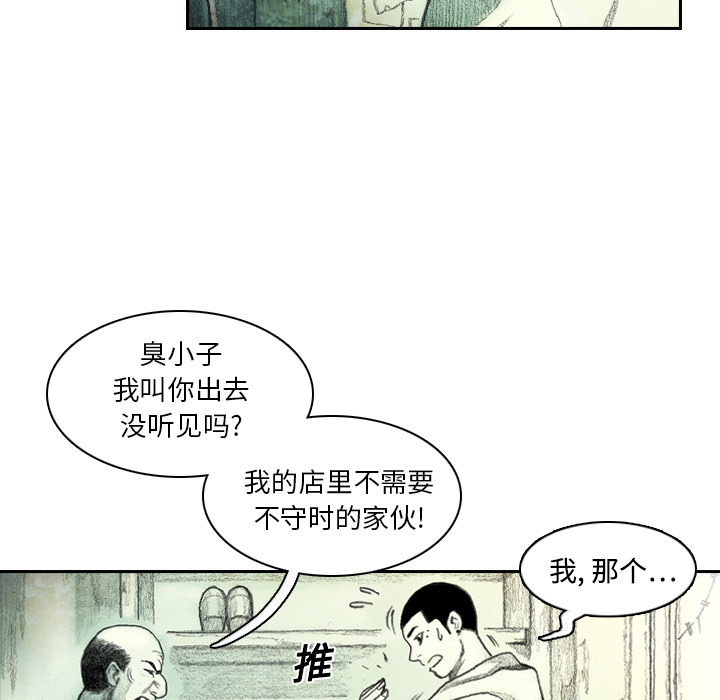 臭小子
我叫你出去
没听见吗?
我的店里不需要
不守时的家伙!
我,那个...
推